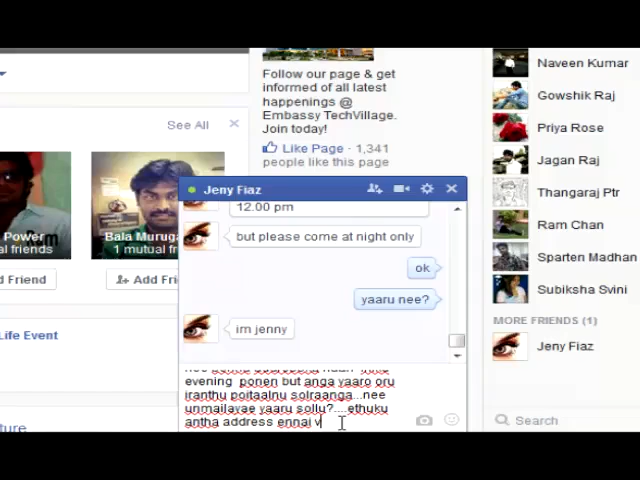 Follow our page & get
informed of all latest
happenings @
Embassy TechVillage.
Join today!
Like Page · 1,341
people like this page
See All
Power
al friends
Bala Muruga
1 mutual fr
d Friend
Add Fri
Life Event
ture
Jeny Fiaz
12.00 pm
but please come at night only
ok
yaaru nee?
im jenny
evening ponen but anga yaaro oru
iranthu poitaalnu solraanga...nee
unmailayae yaaru sollu?....ethuku
antha address ennai v
Naveen Kumar
Gowshik Raj
Priya Rose
Jagan Raj
Thangaraj Ptr
Ram Chan
Sparten Madhan
Subiksha Svini
MORE FRIENDS (1)
Jeny Fiaz
Search